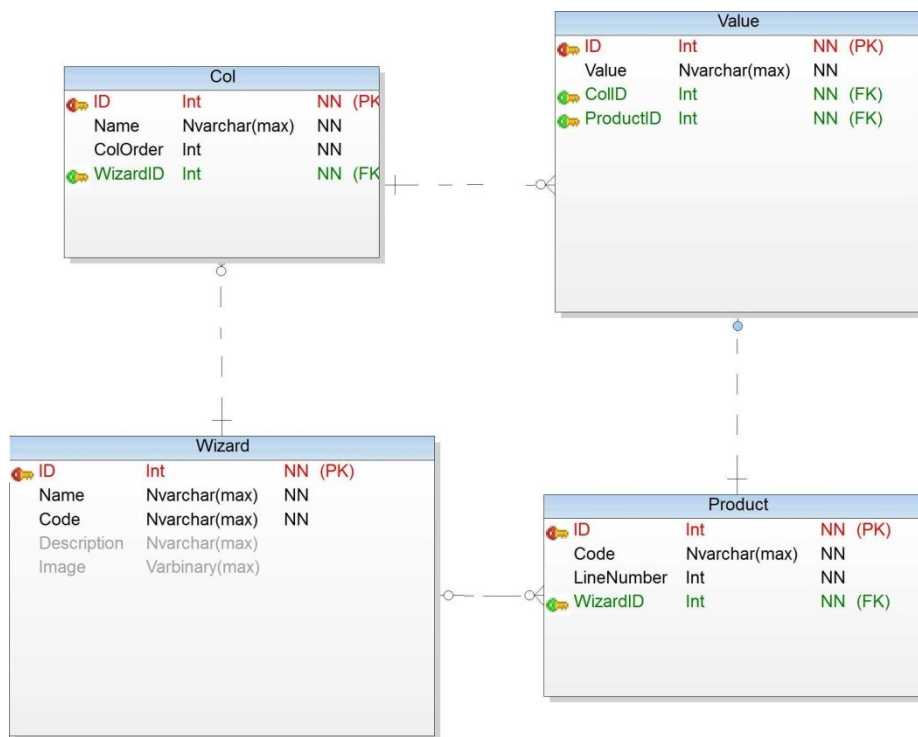 Col
ID Int NN (PK
Name Nvarchar(max) NN
ColOrder Int NN
WizardID Int NN (FK
Value
ID Int NN (PK)
Value Nvarchar(max) NN
ColID Int NN (FK)
ProductID Int NN (FK)
Wizard
ID Int NN (PK)
Name Nvarchar(max) NN
Code Nvarchar(max) NN
Description Nvarchar(max)
Image Varbinary(max)
Product
ID Int NN (PK)
Code Nvarchar(max) NN
LineNumber Int NN
WizardID Int NN (FK)